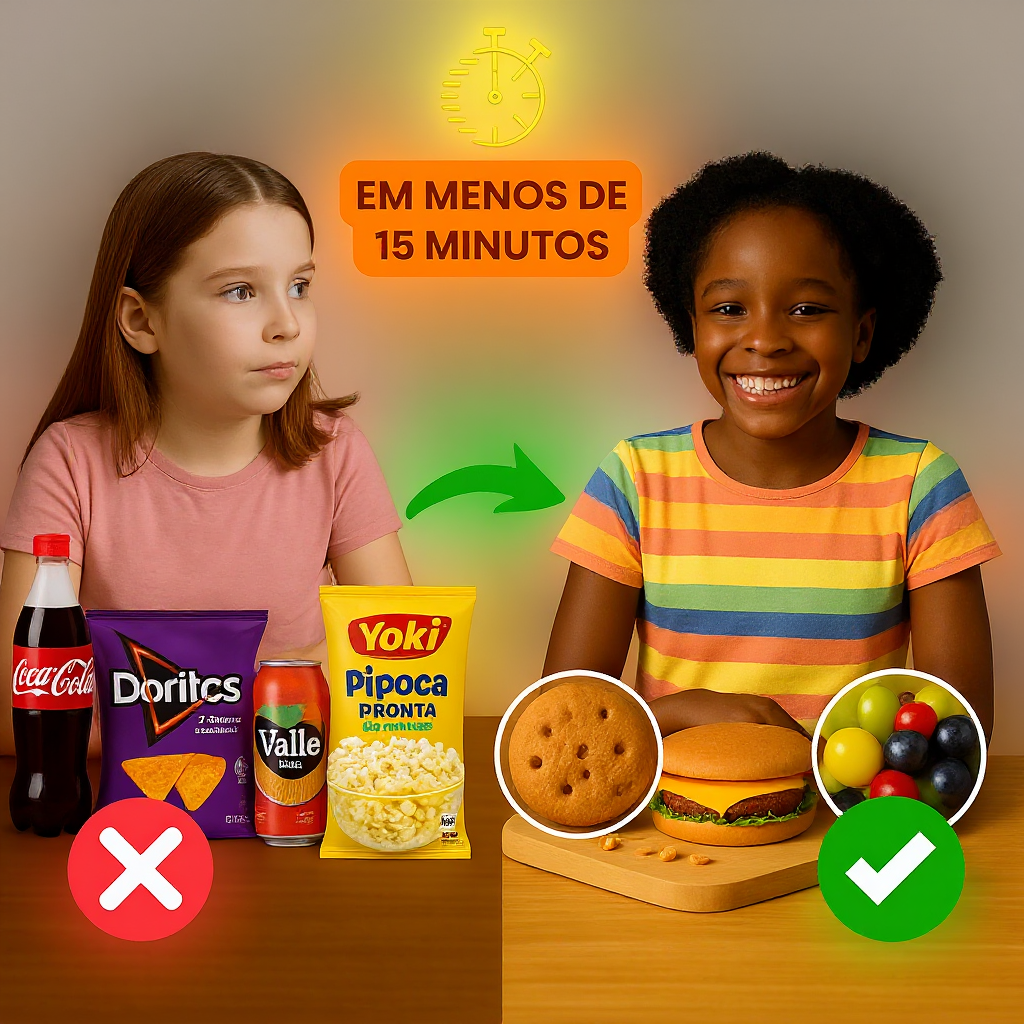 EM MENOS DE
15 MINUTOS
Coca-Cola
Doritcs
Valle
Yoki
Pipoca
PRONTA